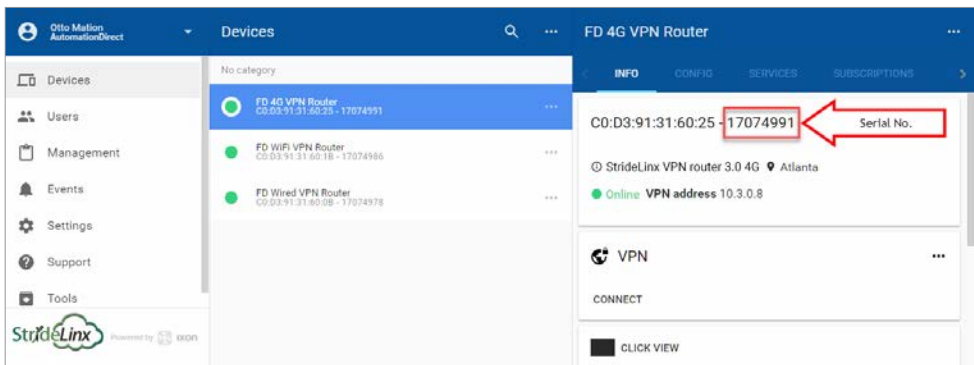 Otto Mation
AutomationDirect
Devices
Users
Management
Events
Settings
Support
Tools
StrideLinx Powered by ixon
Devices
No category
FD 4G VPN Router
C0:D3:91:31:60:25 - 17074991
FD WiFi VPN Router
C0:D3:91:31:60:1B - 17074986
FD Wired VPN Router
C0:D3:91:31:60:0B - 17074978
FD 4G VPN Router
INFO CONFIG SERVICES SUBSCRIPTIONS
C0:D3:91:31:60:25 - 17074991 Serial No.
StrideLinx VPN router 3.0 4G Atlanta
Online VPN address 10.3.0.8
VPN
CONNECT
CLICK VIEW